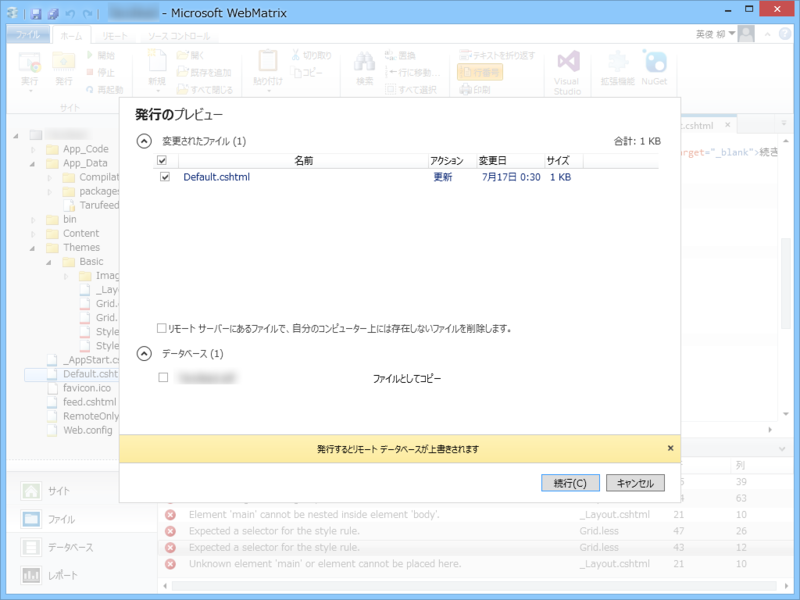 - Microsoft WebMatrix
ファイル ホーム リモート ソース コントロール
英俊 柳
実行 発行 開始 停止 再起動
サイト
新規 開く 既存を追加 すべて閉じる
貼り付け 切り取り コピー
検索 置換 行に移動... すべて選択
テキストを折り返す 行番号 印刷
Visual Studio
拡張機能 NuGet
App_Code
App_Data
Compilat
package
Tarufeed
bin
Content
Themes
Basic
Imag
_Layo
Grid.
Grid.
Style
Style
_AppStart.cs
Default.csht
favicon.ico
feed.cshtml
RemoteOnly
Web.config
サイト
ファイル
データベース
レポート
t.cshtml
rget="_blank">続き
発行のプレビュー
変更されたファイル (1) 合計: 1 KB
名前 アクション 変更日 サイズ
Default.cshtml 更新 7月17日 0:30 1 KB
リモート サーバーにあるファイルで、自分のコンピューター上には存在しないファイルを削除します。
データベース (1)
ファイルとしてコピー
発行するとリモート データベースが上書きされます
続行(C) キャンセル
列
39
63
Element 'main' cannot be nested inside element 'body'. _Layout.cshtml 21 10
Expected a selector for the style rule. Grid.less 47 26
Expected a selector for the style rule. Grid.less 43 12
Unknown element 'main' or element cannot be placed here. _Layout.cshtml 21 10